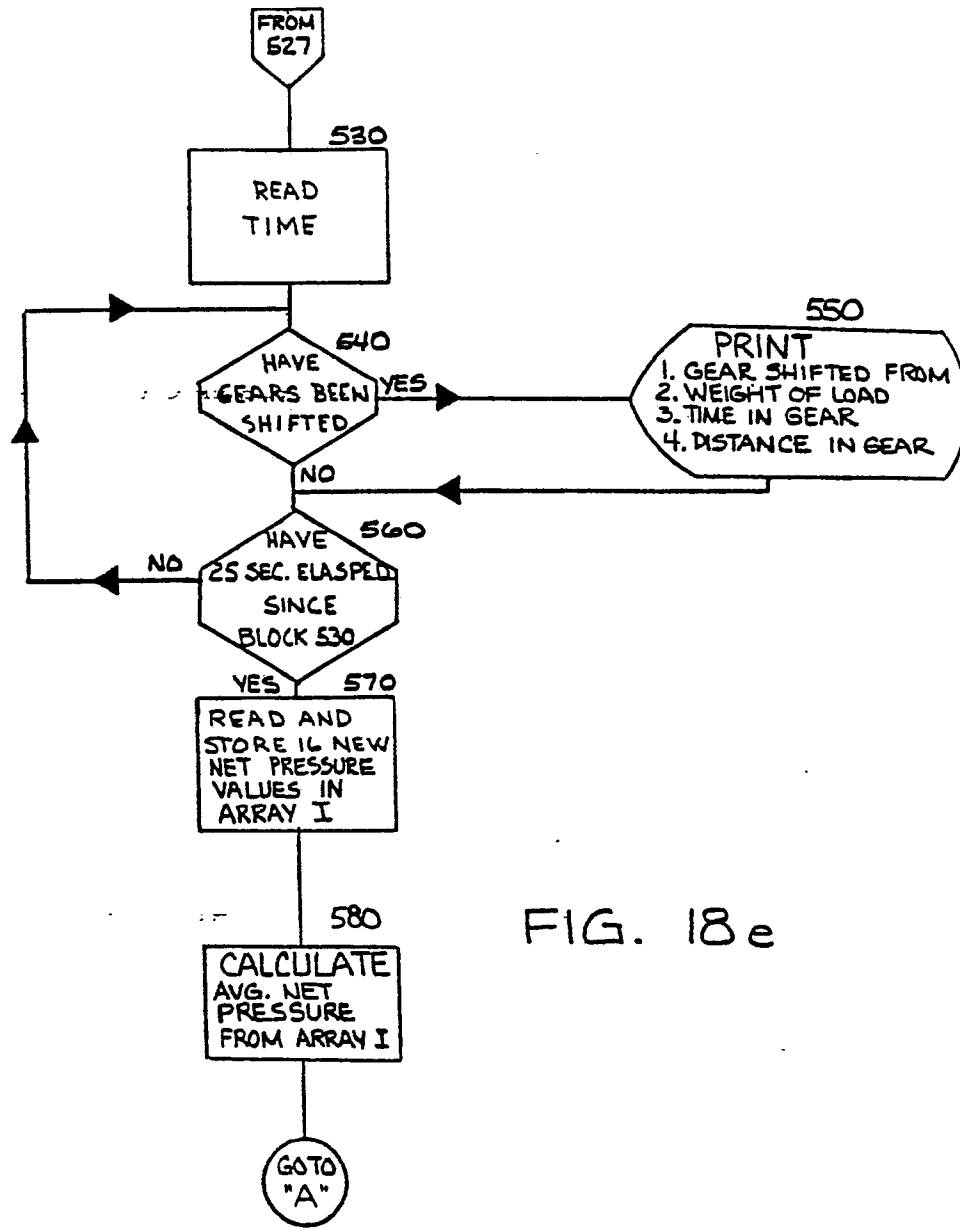 FROM
527
530
READ
TIME
540
HAVE
GEARS BEEN
SHIFTED
YES
NO
550
PRINT
1. GEAR SHIFTED FROM
2. WEIGHT OF LOAD
3. TIME IN GEAR
4. DISTANCE IN GEAR
560
HAVE
25 SEC. ELASPED
SINCE
BLOCK 530
NO
YES
570
READ AND
STORE 16 NEW
NET PRESSURE
VALUES IN
ARRAY I
580
CALCULATE
AVG. NET
PRESSURE
FROM ARRAY I
GO TO
"A"
FIG. 18e